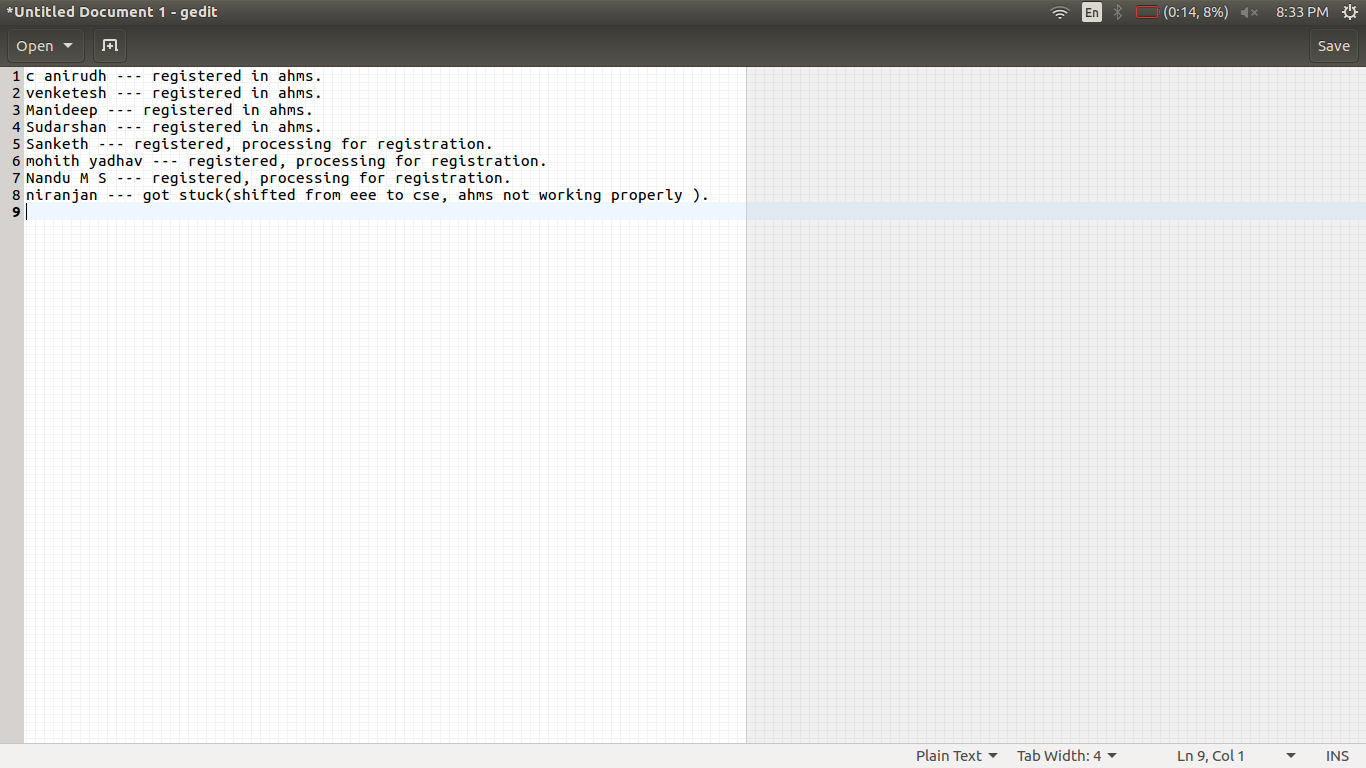 *Untitled Document 1 - gedit
En
(0:14, 8%)
8:33 PM
Open
Save
1 c anirudh --- registered in ahms.
2 venketesh --- registered in ahms.
3 Manideep --- registered in ahms.
4 Sudarshan --- registered in ahms.
5 Sanketh --- registered, processing for registration.
6 mohith yadhav --- registered, processing for registration.
7 Nandu M S --- registered, processing for registration.
8 niranjan --- got stuck(shifted from eee to cse, ahms not working properly ).
9
Plain Text
Tab Width: 4
Ln 9, Col 1
INS